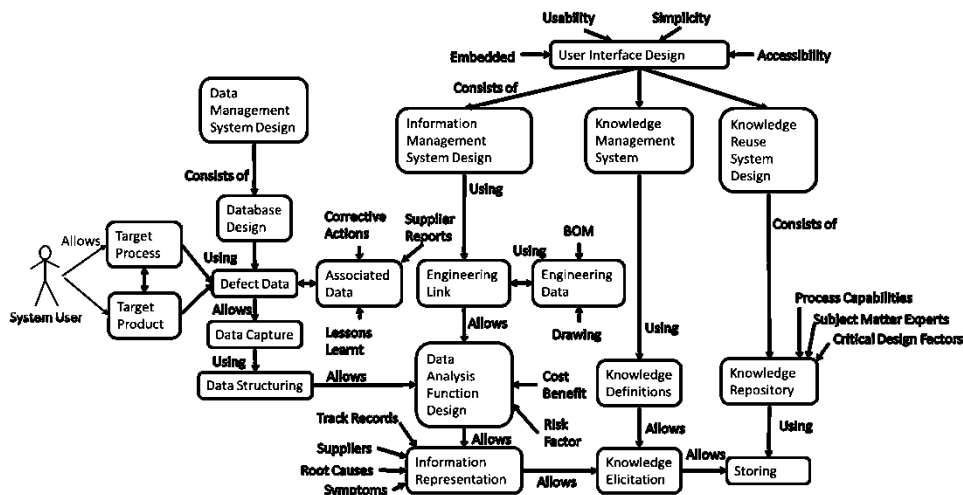 Usability
Simplicity
Embedded
User Interface Design
Accessibility
Consists of
Data
Management
System Design
Information
Management
System Design
Knowledge
Management
System
Knowledge
Reuse
System
Design
Consists of
Using
Database
Design
Corrective
Actions
Supplier
Reports
BOM
Consists of
Allows
Target
Process
Using
Using
Defect Data
Associated
Data
Engineering
Link
Engineering
Data
System User
Target
Product
Allows
Data Capture
Lessons
Learnt
Allows
Drawing
Using
Process Capabilities
Subject Matter Experts
Critical Design Factors
Using
Data Structuring
Allows
Data
Analysis
Function
Design
Cost
Benefit
Risk
Factor
Knowledge
Definitions
Knowledge
Repository
Track Records
Allows
Allows
Using
Suppliers
Root Causes
Symptoms
Information
Representation
Allows
Knowledge
Elicitation
Allows
Storing